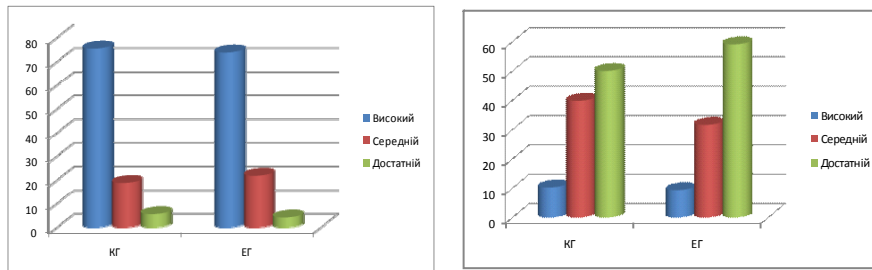 80
70
60
50
40
30
20
10
0
КГ
ЕГ
Високий
Середній
Достатній
60
50
40
30
20
10
0
КГ
ЕГ
Високий
Середній
Достатній